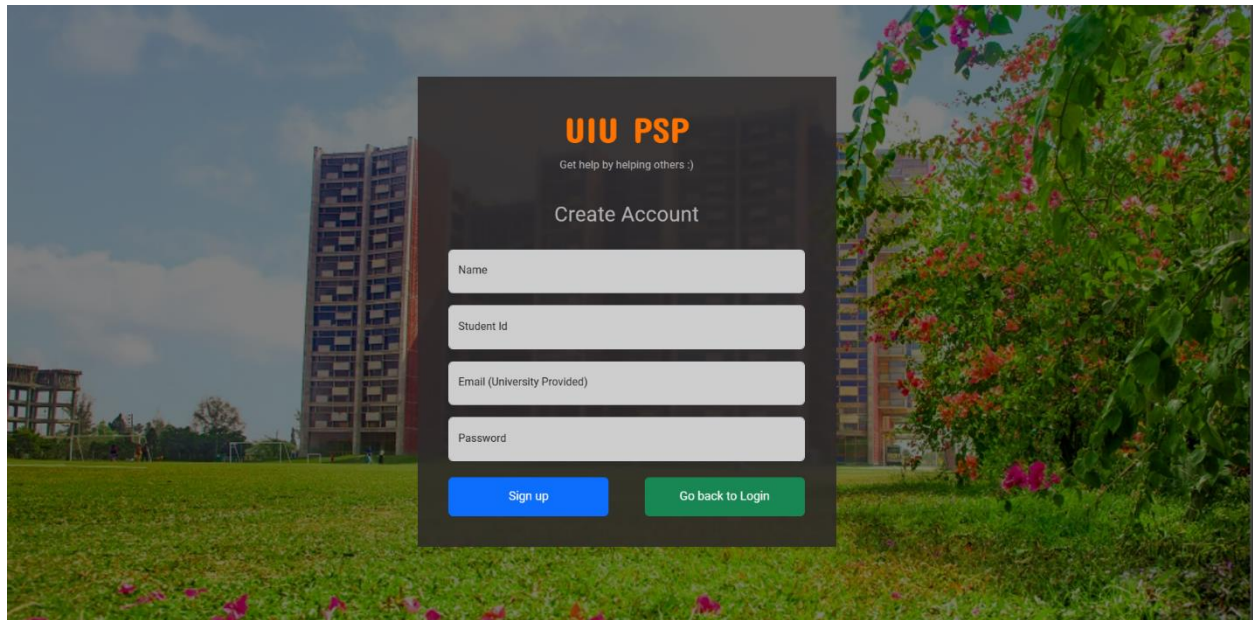 UIU PSP
Get help by helping others :)
Create Account
Name
Student Id
Email (University Provided)
Password
Sign up
Go back to Login